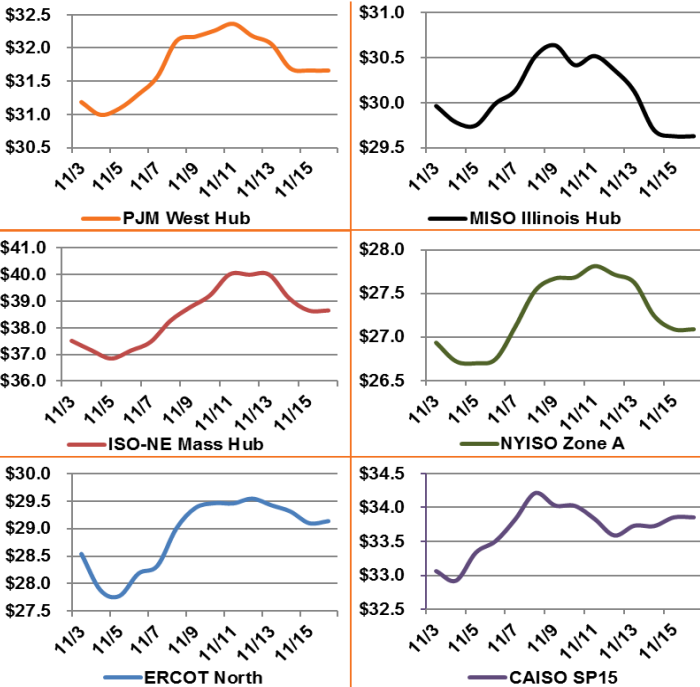 $32.5
$32.0
$31.5
$31.0
$30.5
11/3 11/5 11/7 11/9 11/11 11/13 11/15
PJM West Hub
$31.0
$30.5
$30.0
$29.5
11/3 11/5 11/7 11/9 11/11 11/13 11/15
MISO Illinois Hub
$41.0
$40.0
$39.0
$38.0
$37.0
$36.0
11/3 11/5 11/7 11/9 11/11 11/13 11/15
ISO-NE Mass Hub
$28.0
$27.5
$27.0
$26.5
11/3 11/5 11/7 11/9 11/11 11/13 11/15
NYISO Zone A
$30.0
$29.5
$29.0
$28.5
$28.0
$27.5
11/3 11/5 11/7 11/9 11/11 11/13 11/15
ERCOT North
$34.5
$34.0
$33.5
$33.0
$32.5
11/3 11/5 11/7 11/9 11/11 11/13 11/15
CAISO SP15